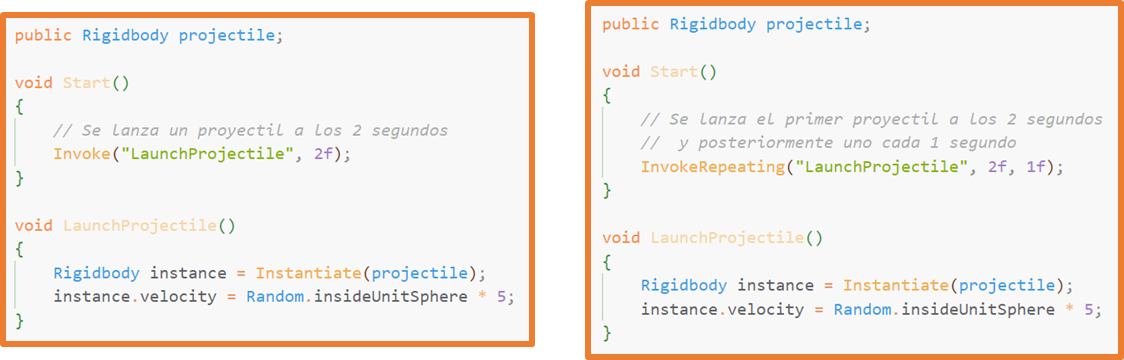 public Rigidbody projectile;

void Start()
{
    // Se lanza un proyectil a los 2 segundos
    Invoke("LaunchProjectile", 2f);
}

void LaunchProjectile()
{
    Rigidbody instance = Instantiate(projectile);
    instance.velocity = Random.insideUnitSphere * 5;
}

public Rigidbody projectile;

void Start()
{
    // Se lanza el primer proyectil a los 2 segundos
    //  y posteriormente uno cada 1 segundo
    InvokeRepeating("LaunchProjectile", 2f, 1f);
}

void LaunchProjectile()
{
    Rigidbody instance = Instantiate(projectile);
    instance.velocity = Random.insideUnitSphere * 5;
}